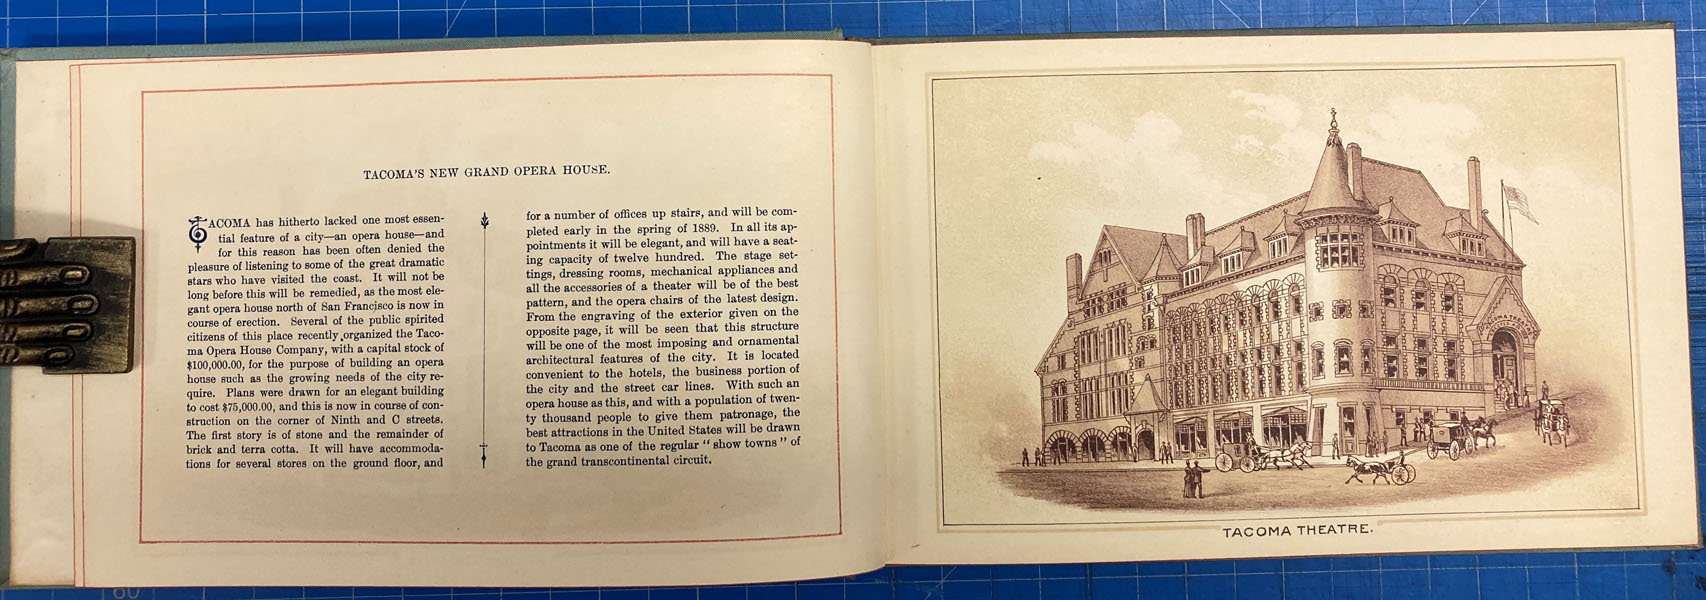 TACOMA'S NEW GRAND OPERA HOUSE.
TACOMA has hitherto lacked one most essen-
tial feature of a city—an opera house—and
for this reason has been often denied the
pleasure of listening to some of the great dramatic
stars who have visited the coast. It will not be
long before this will be remedied, as the most ele-
gant opera house north of San Francisco is now in
course of erection. Several of the public spirited
citizens of this place recently organized the Taco-
ma Opera House Company, with a capital stock of
$100,000.00, for the purpose of building an opera
house such as the growing needs of the city re-
quire. Plans were drawn for an elegant building
to cost $75,000.00, and this is now in course of con-
struction on the corner of Ninth and C streets.
The first story is of stone and the remainder of
brick and terra cotta. It will have accommoda-
tions for several stores on the ground floor, and
for a number of offices up stairs, and will be com-
pleted early in the spring of 1889. In all its ap-
pointments it will be elegant, and will have a seat-
ing capacity of twelve hundred. The stage set-
tings, dressing rooms, mechanical appliances and
all the accessories of a theater will be of the best
pattern, and the opera chairs of the latest design.
From the engraving of the exterior given on the
opposite page, it will be seen that this structure
will be one of the most imposing and ornamental
architectural features of the city. It is located
convenient to the hotels, the business portion of
the city and the street car lines. With such an
opera house as this, and with a population of twen-
ty thousand people to give them patronage, the
best attractions in the United States will be drawn
to Tacoma as one of the regular "show towns" of
the grand transcontinental circuit.
TACOMA THEATRE.
60